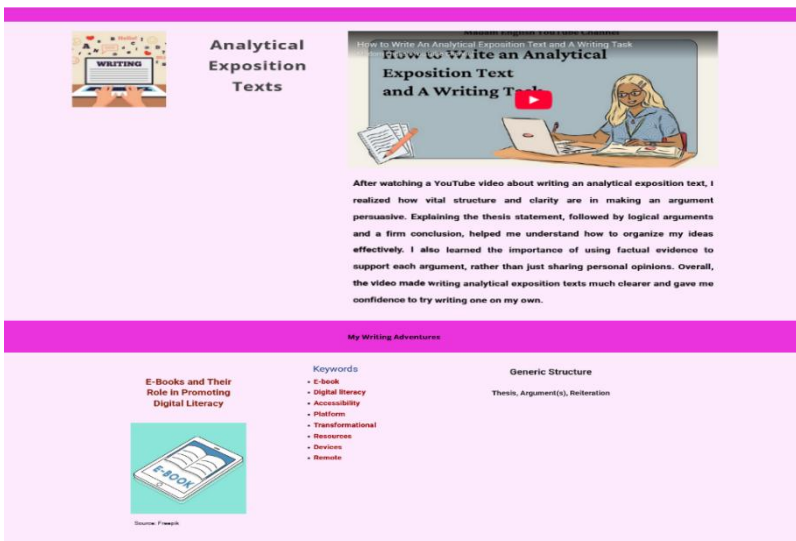 Hello!
WRITING
Analytical
Exposition
Texts
Madam English YouTube Channel
How to Write An Analytical Exposition Text and A Writing Task
How to Write an Analytical
Exposition Text
and A Writing Task
After watching a YouTube video about writing an analytical exposition text, I
realized how vital structure and clarity are in making an argument
persuasive. Explaining the thesis statement, followed by logical arguments
and a firm conclusion, helped me understand how to organize my ideas
effectively. I also learned the importance of using factual evidence to
support each argument, rather than just sharing personal opinions. Overall,
the video made writing analytical exposition texts much clearer and gave me
confidence to try writing one on my own.
My Writing Adventures
E-Books and Their
Role in Promoting
Digital Literacy
E-BOOK
Source: Freepik
Keywords
• E-book
• Digital literacy
• Accessibility
• Platform
• Transformational
• Resources
• Devices
• Remote
Generic Structure
Thesis, Argument(s), Reiteration